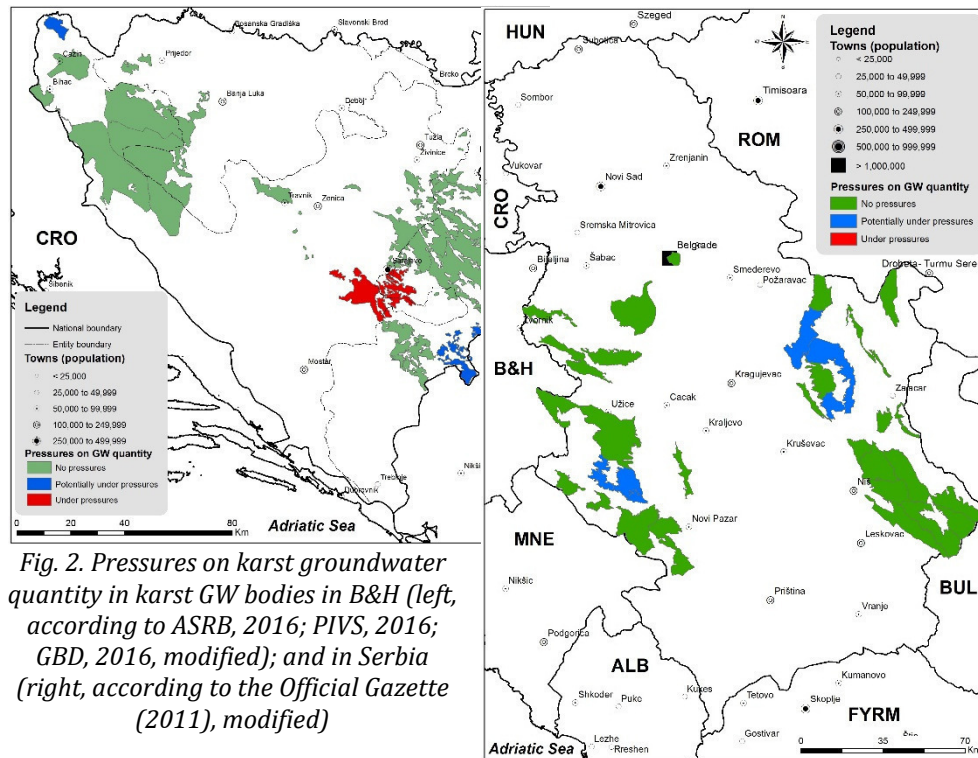 Bosanska Gradiška
Slavonski Brod
Cazin
Prijedor
Bihac
Brcko
Banja Luka
Doboj
Tuzla
Živinice
Travnik
Zenica
CRO
Sarajevo
Šibenik
Mostar
Trebinje
Dubrovnik
Nikši
Adriatic Sea
Legend
National boundary
Entity boundary
Towns (population)
< 25,000
25,000 to 49,999
50,000 to 99,999
100,000 to 249,999
250,000 to 499,999
Pressures on GW quantity
No pressures
Potentially under pressures
Under pressures
0 40 80
Km
Fig. 2. Pressures on karst groundwater
quantity in karst GW bodies in B&H (left,
according to ASRB, 2016; PIVS, 2016;
GBD, 2016, modified); and in Serbia
(right, according to the Official Gazette
(2011), modified)
HUN
Szeged
Subotica
N
Sombor
Timisoara
ROM
Vukovar
Zrenjanin
Novi Sad
CRO
Sremska Mitrovica
Belgrade
Bijeljina
Šabac
Smederevo
Požaravac
Drobeta- Turmu Sere
Zvornik
B&H
Kragujevac
Užice
Cacak
Zajacar
Kraljevo
Kruševac
Niš
Novi Pazar
MNE
Leskovac
BUL
Nikšic
Priština
Vranje
Podgorica
ALB
Kumanovo
Shkoder
Puke
Kukes
Tetovo
Skoplje
FYRM
Gostivar
Lezhe
Rreshen
Adriatic Sea
Legend
Towns (population)
< 25,000
25,000 to 49,999
50,000 to 99,999
100,000 to 249,999
250,000 to 499,999
500,000 to 999,999
> 1,000,000
Pressures on GW quantity
No pressures
Potentially under pressures
Under pressures
0 35 70
Km